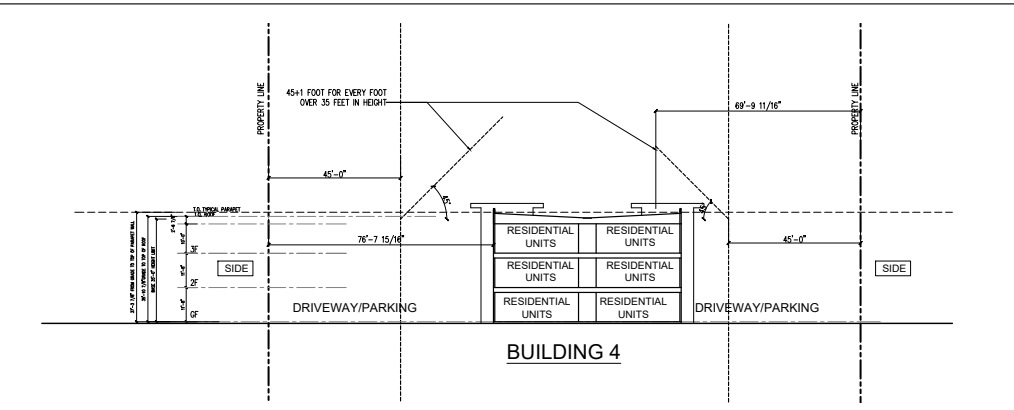 PROPERTY LINE
45+1 FOOT FOR EVERY FOOT
OVER 35 FEET IN HEIGHT
69'-9 11/16"
PROPERTY LINE
45'-0"
45°
T.O. TYPICAL PARAPET
T.O. ROOF
76'-7 15/16"
45'-0"
RESIDENTIAL
UNITS
RESIDENTIAL
UNITS
3F
SIDE
SIDE
RESIDENTIAL
UNITS
RESIDENTIAL
UNITS
2F
DRIVEWAY/PARKING
RESIDENTIAL
UNITS
RESIDENTIAL
UNITS
DRIVEWAY/PARKING
GF
BUILDING 4